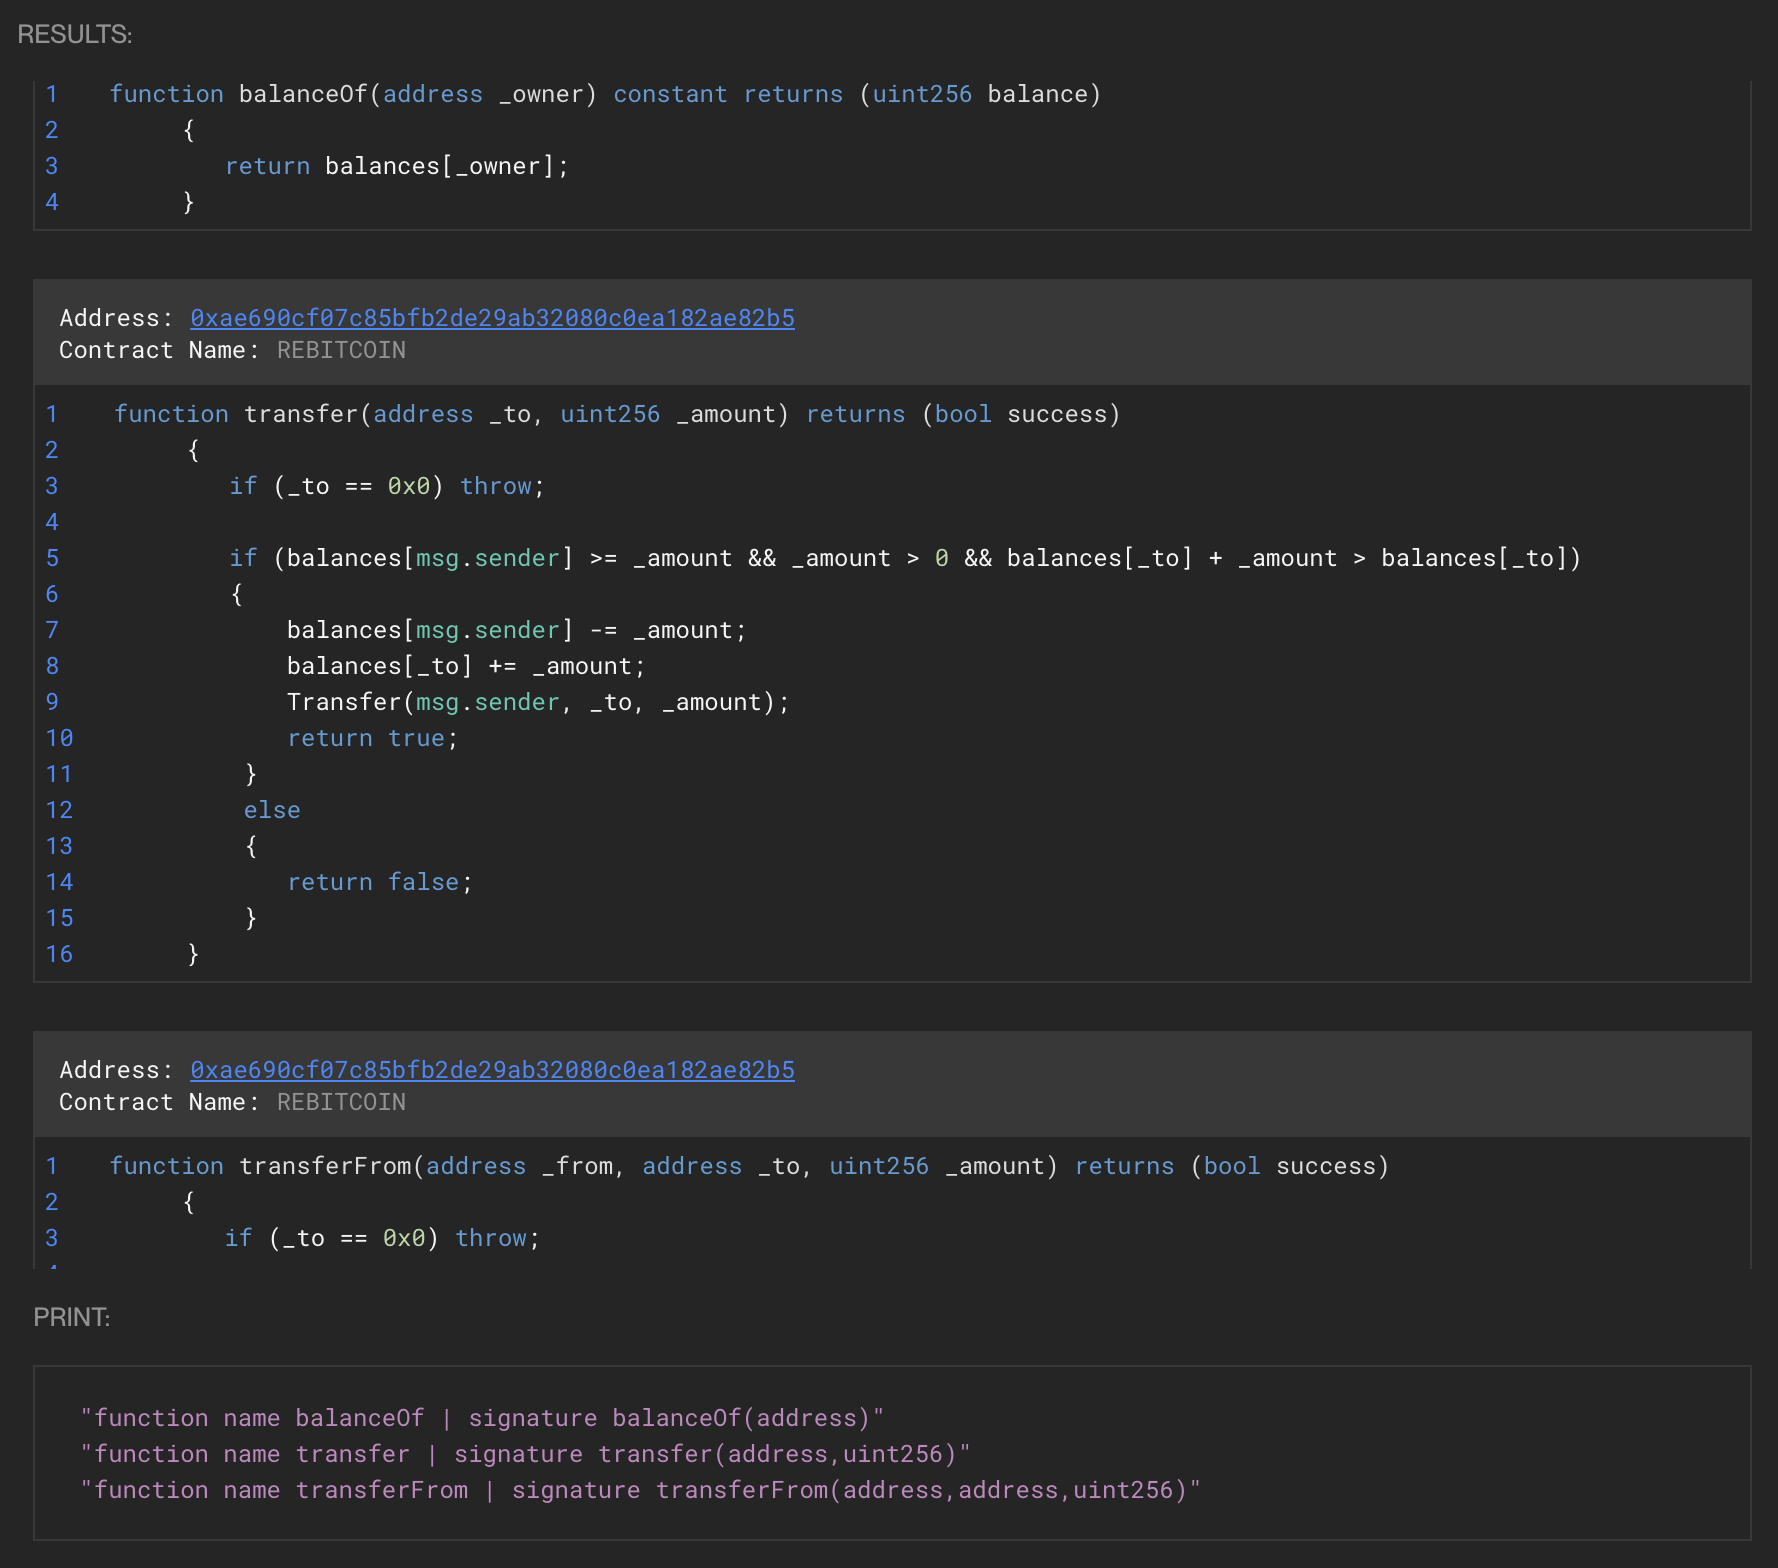 RESULTS:
1 function balanceOf(address _owner) constant returns (uint256 balance)
2 {
3 return balances[_owner];
4 }
Address: 0xae690cf07c85bfb2de29ab32080c0ea182ae82b5
Contract Name: REBITCOIN
1 function transfer(address _to, uint256 _amount) returns (bool success)
2 {
3 if (_to == 0x0) throw;
4
5 if (balances[msg.sender] >= _amount && _amount > 0 && balances[_to] + _amount > balances[_to])
6 {
7 balances[msg.sender] -= _amount;
8 balances[_to] += _amount;
9 Transfer(msg.sender, _to, _amount);
10 return true;
11 }
12 else
13 {
14 return false;
15 }
16 }
Address: 0xae690cf07c85bfb2de29ab32080c0ea182ae82b5
Contract Name: REBITCOIN
1 function transferFrom(address _from, address _to, uint256 _amount) returns (bool success)
2 {
3 if (_to == 0x0) throw;
PRINT:
"function name balanceOf | signature balanceOf(address)"
"function name transfer | signature transfer(address,uint256)"
"function name transferFrom | signature transferFrom(address,address,uint256)"